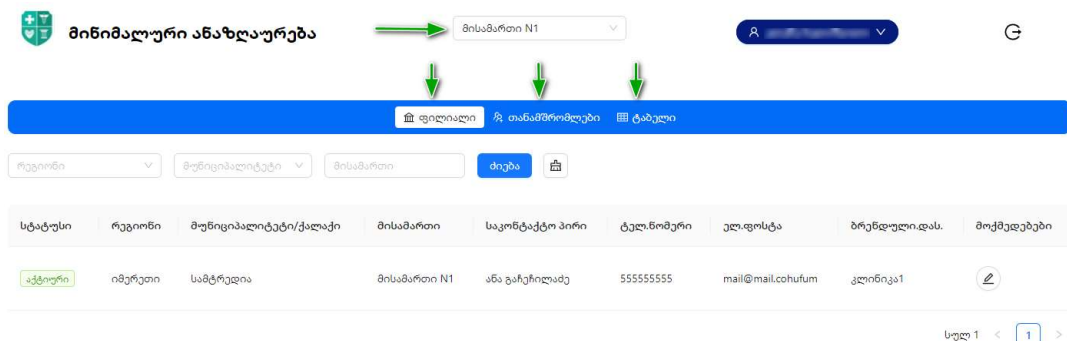 მინიმალური ანაზღაურება
მისამართი N1
ფილიალი თანამშრომლები ტაბელი
რეგიონი მუნიციპალიტეტი მისამართი ძიება
სტატუსი რეგიონი მუნიციპალიტეტი/ქალაქი მისამართი საკონტაქტო პირი ტელ.ნომერი ელ.ფოსტა ბრენდული.დას. მოქმედებები
აქტიური იმერეთი სამტრედია მისამართი N1 ანა გაჩეჩილაძე 555555555 mail@mail.cohufum კლინიკა1
სულ 1 < 1 >